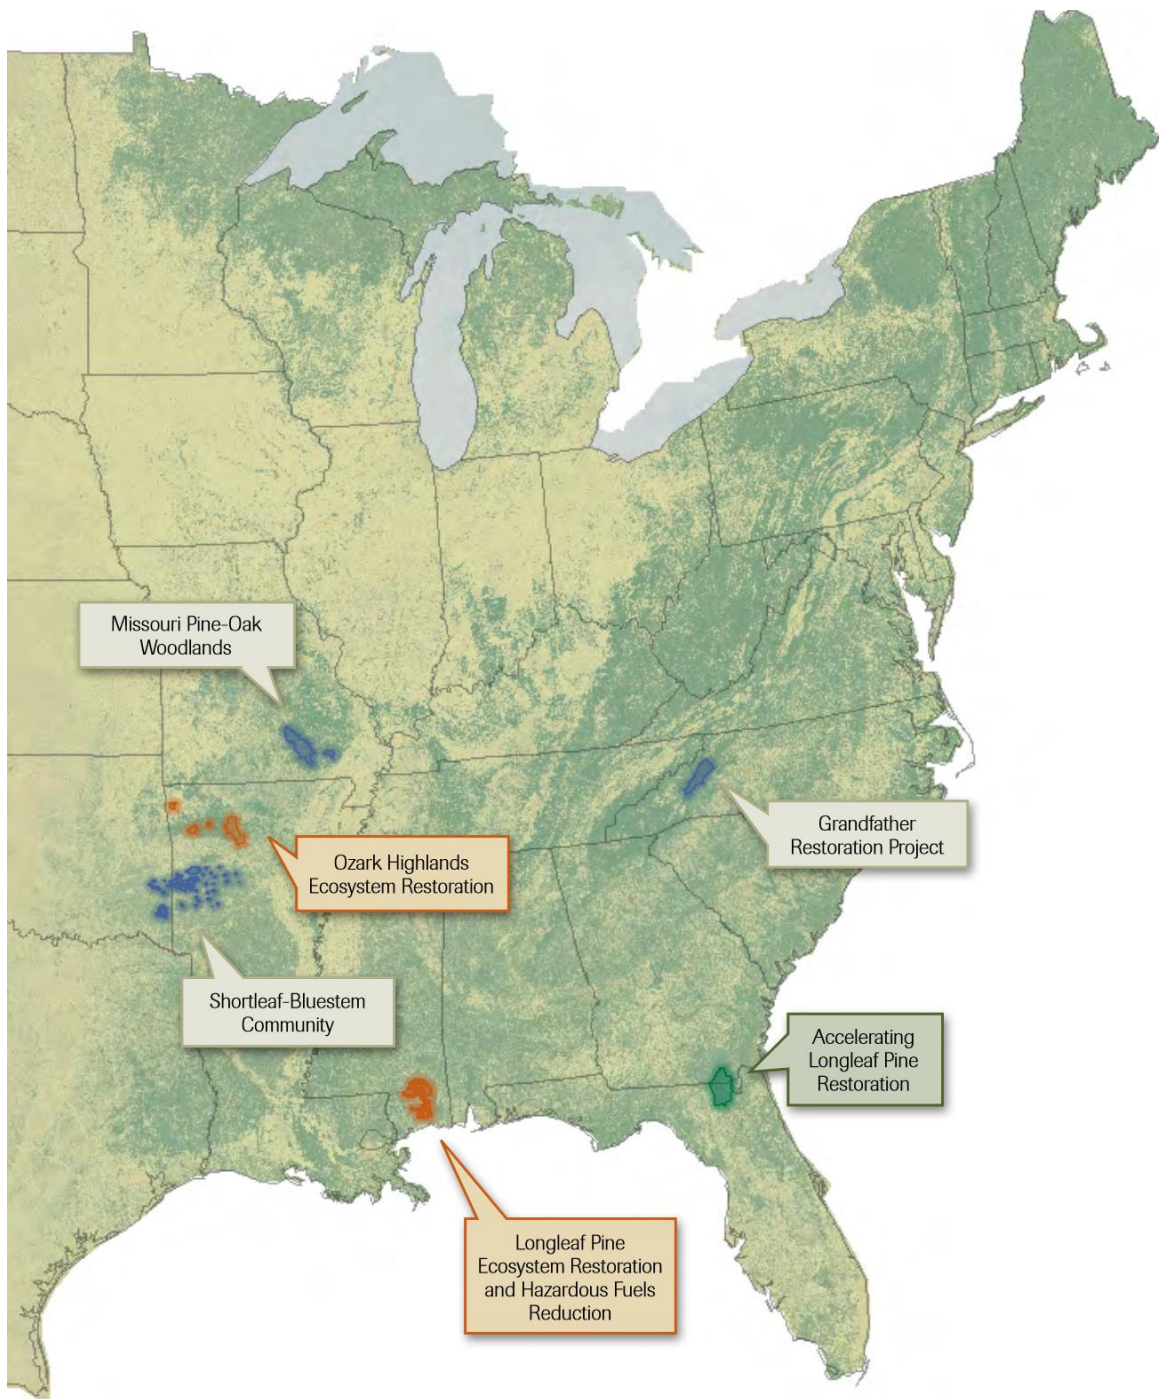 Missouri Pine-Oak
Woodlands
Grandfather
Restoration Project
Ozark Highlands
Ecosystem Restoration
Shortleaf-Bluestem
Community
Accelerating
Longleaf Pine
Restoration
Longleaf Pine
Ecosystem Restoration
and Hazardous Fuels
Reduction